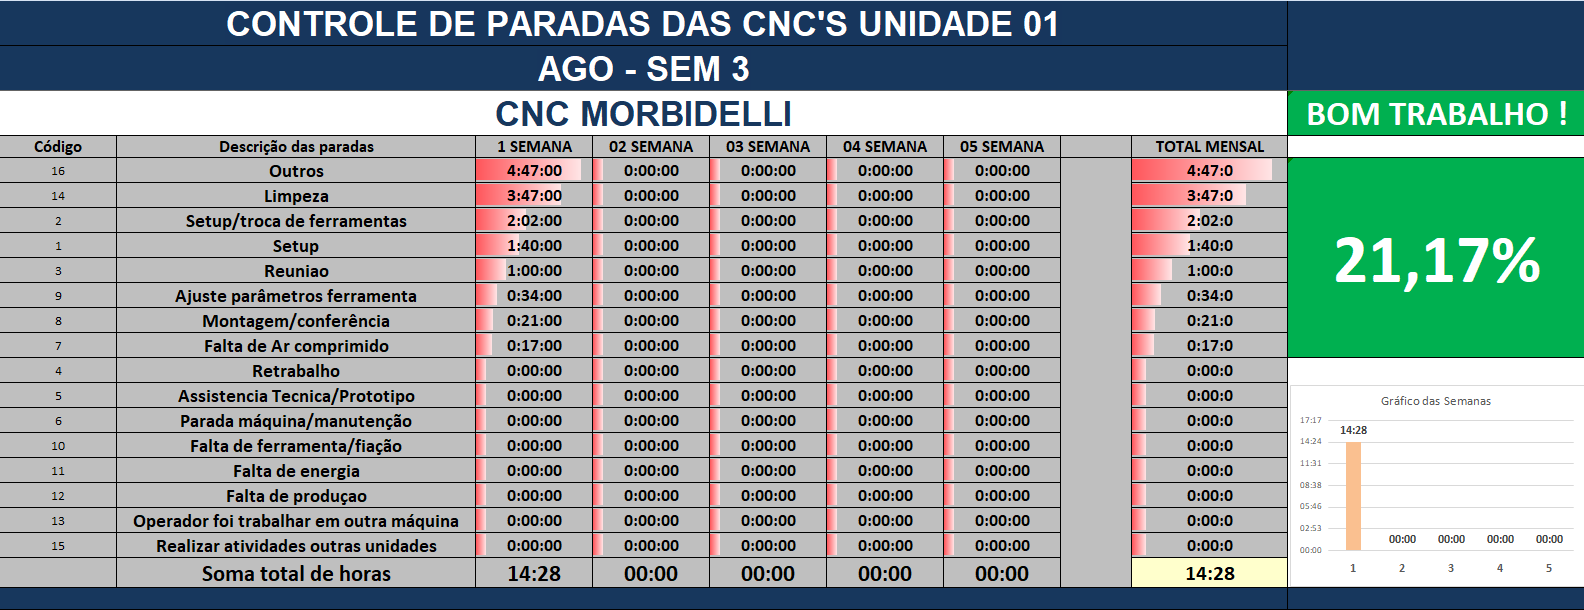 CONTROLE DE PARADAS DAS CNC'S UNIDADE 01
AGO - SEM 3
CNC MORBIDELLI
BOM TRABALHO !
Código Descrição das paradas 1 SEMANA 02 SEMANA 03 SEMANA 04 SEMANA 05 SEMANA TOTAL MENSAL
16 Outros 4:47:00 0:00:00 0:00:00 0:00:00 0:00:00 4:47:0
14 Limpeza 3:47:00 0:00:00 0:00:00 0:00:00 0:00:00 3:47:0
2 Setup/troca de ferramentas 2:02:00 0:00:00 0:00:00 0:00:00 0:00:00 2:02:0
1 Setup 1:40:00 0:00:00 0:00:00 0:00:00 0:00:00 1:40:0
3 Reuniao 1:00:00 0:00:00 0:00:00 0:00:00 0:00:00 1:00:0
9 Ajuste parâmetros ferramenta 0:34:00 0:00:00 0:00:00 0:00:00 0:00:00 0:34:0
8 Montagem/conferência 0:21:00 0:00:00 0:00:00 0:00:00 0:00:00 0:21:0
7 Falta de Ar comprimido 0:17:00 0:00:00 0:00:00 0:00:00 0:00:00 0:17:0
4 Retrabalho 0:00:00 0:00:00 0:00:00 0:00:00 0:00:00 0:00:0
5 Assistencia Tecnica/Prototipo 0:00:00 0:00:00 0:00:00 0:00:00 0:00:00 0:00:0
6 Parada máquina/manutenção 0:00:00 0:00:00 0:00:00 0:00:00 0:00:00 0:00:0
10 Falta de ferramenta/fiação 0:00:00 0:00:00 0:00:00 0:00:00 0:00:00 0:00:0
11 Falta de energia 0:00:00 0:00:00 0:00:00 0:00:00 0:00:00 0:00:0
12 Falta de produçao 0:00:00 0:00:00 0:00:00 0:00:00 0:00:00 0:00:0
13 Operador foi trabalhar em outra máquina 0:00:00 0:00:00 0:00:00 0:00:00 0:00:00 0:00:0
15 Realizar atividades outras unidades 0:00:00 0:00:00 0:00:00 0:00:00 0:00:00 0:00:0
Soma total de horas 14:28 00:00 00:00 00:00 00:00 14:28
21,17%
Gráfico das Semanas
17:17
14:28
14:24
11:31
08:38
05:46
02:53
00:00 00:00 00:00 00:00
00:00
1 2 3 4 5